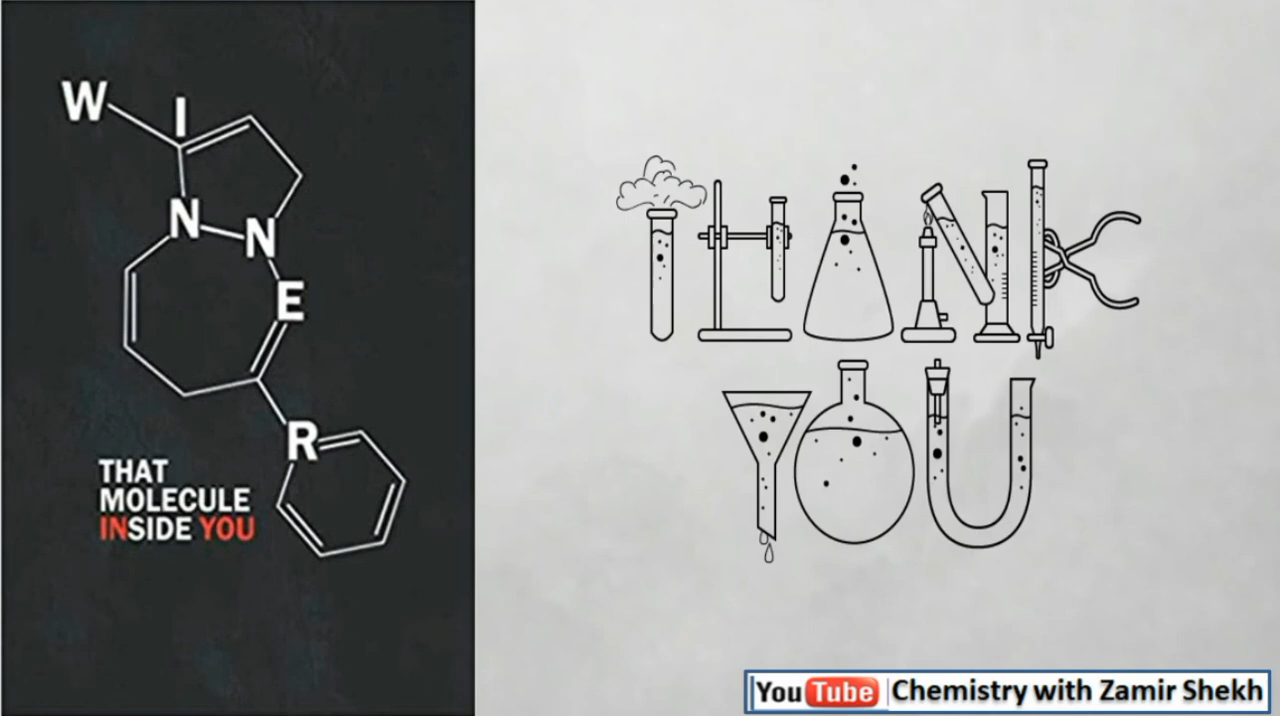 W
I
N N
E
R
THAT
MOLECULE
INSIDE YOU
THANK
YOU
YouTube Chemistry with Zamir Shekh